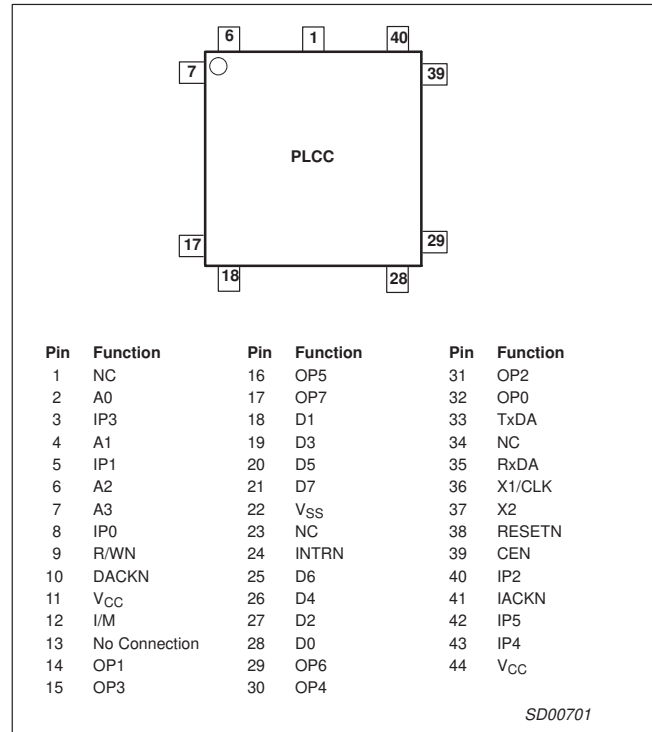 6 1 40
7 39
PLCC
17 29
18 28
Pin Function Pin Function Pin Function
1 NC 16 OP5 31 OP2
2 A0 17 OP7 32 OP0
3 IP3 18 D1 33 TxDA
4 A1 19 D3 34 NC
5 IP1 20 D5 35 RxDA
6 A2 21 D7 36 X1/CLK
7 A3 22 VSS 37 X2
8 IP0 23 NC 38 RESETN
9 R/WN 24 INTRN 39 CEN
10 DACKN 25 D6 40 IP2
11 VCC 26 D4 41 IACKN
12 I/M 27 D2 42 IP5
13 No Connection 28 D0 43 IP4
14 OP1 29 OP6 44 VCC
15 OP3 30 OP4
SD00701